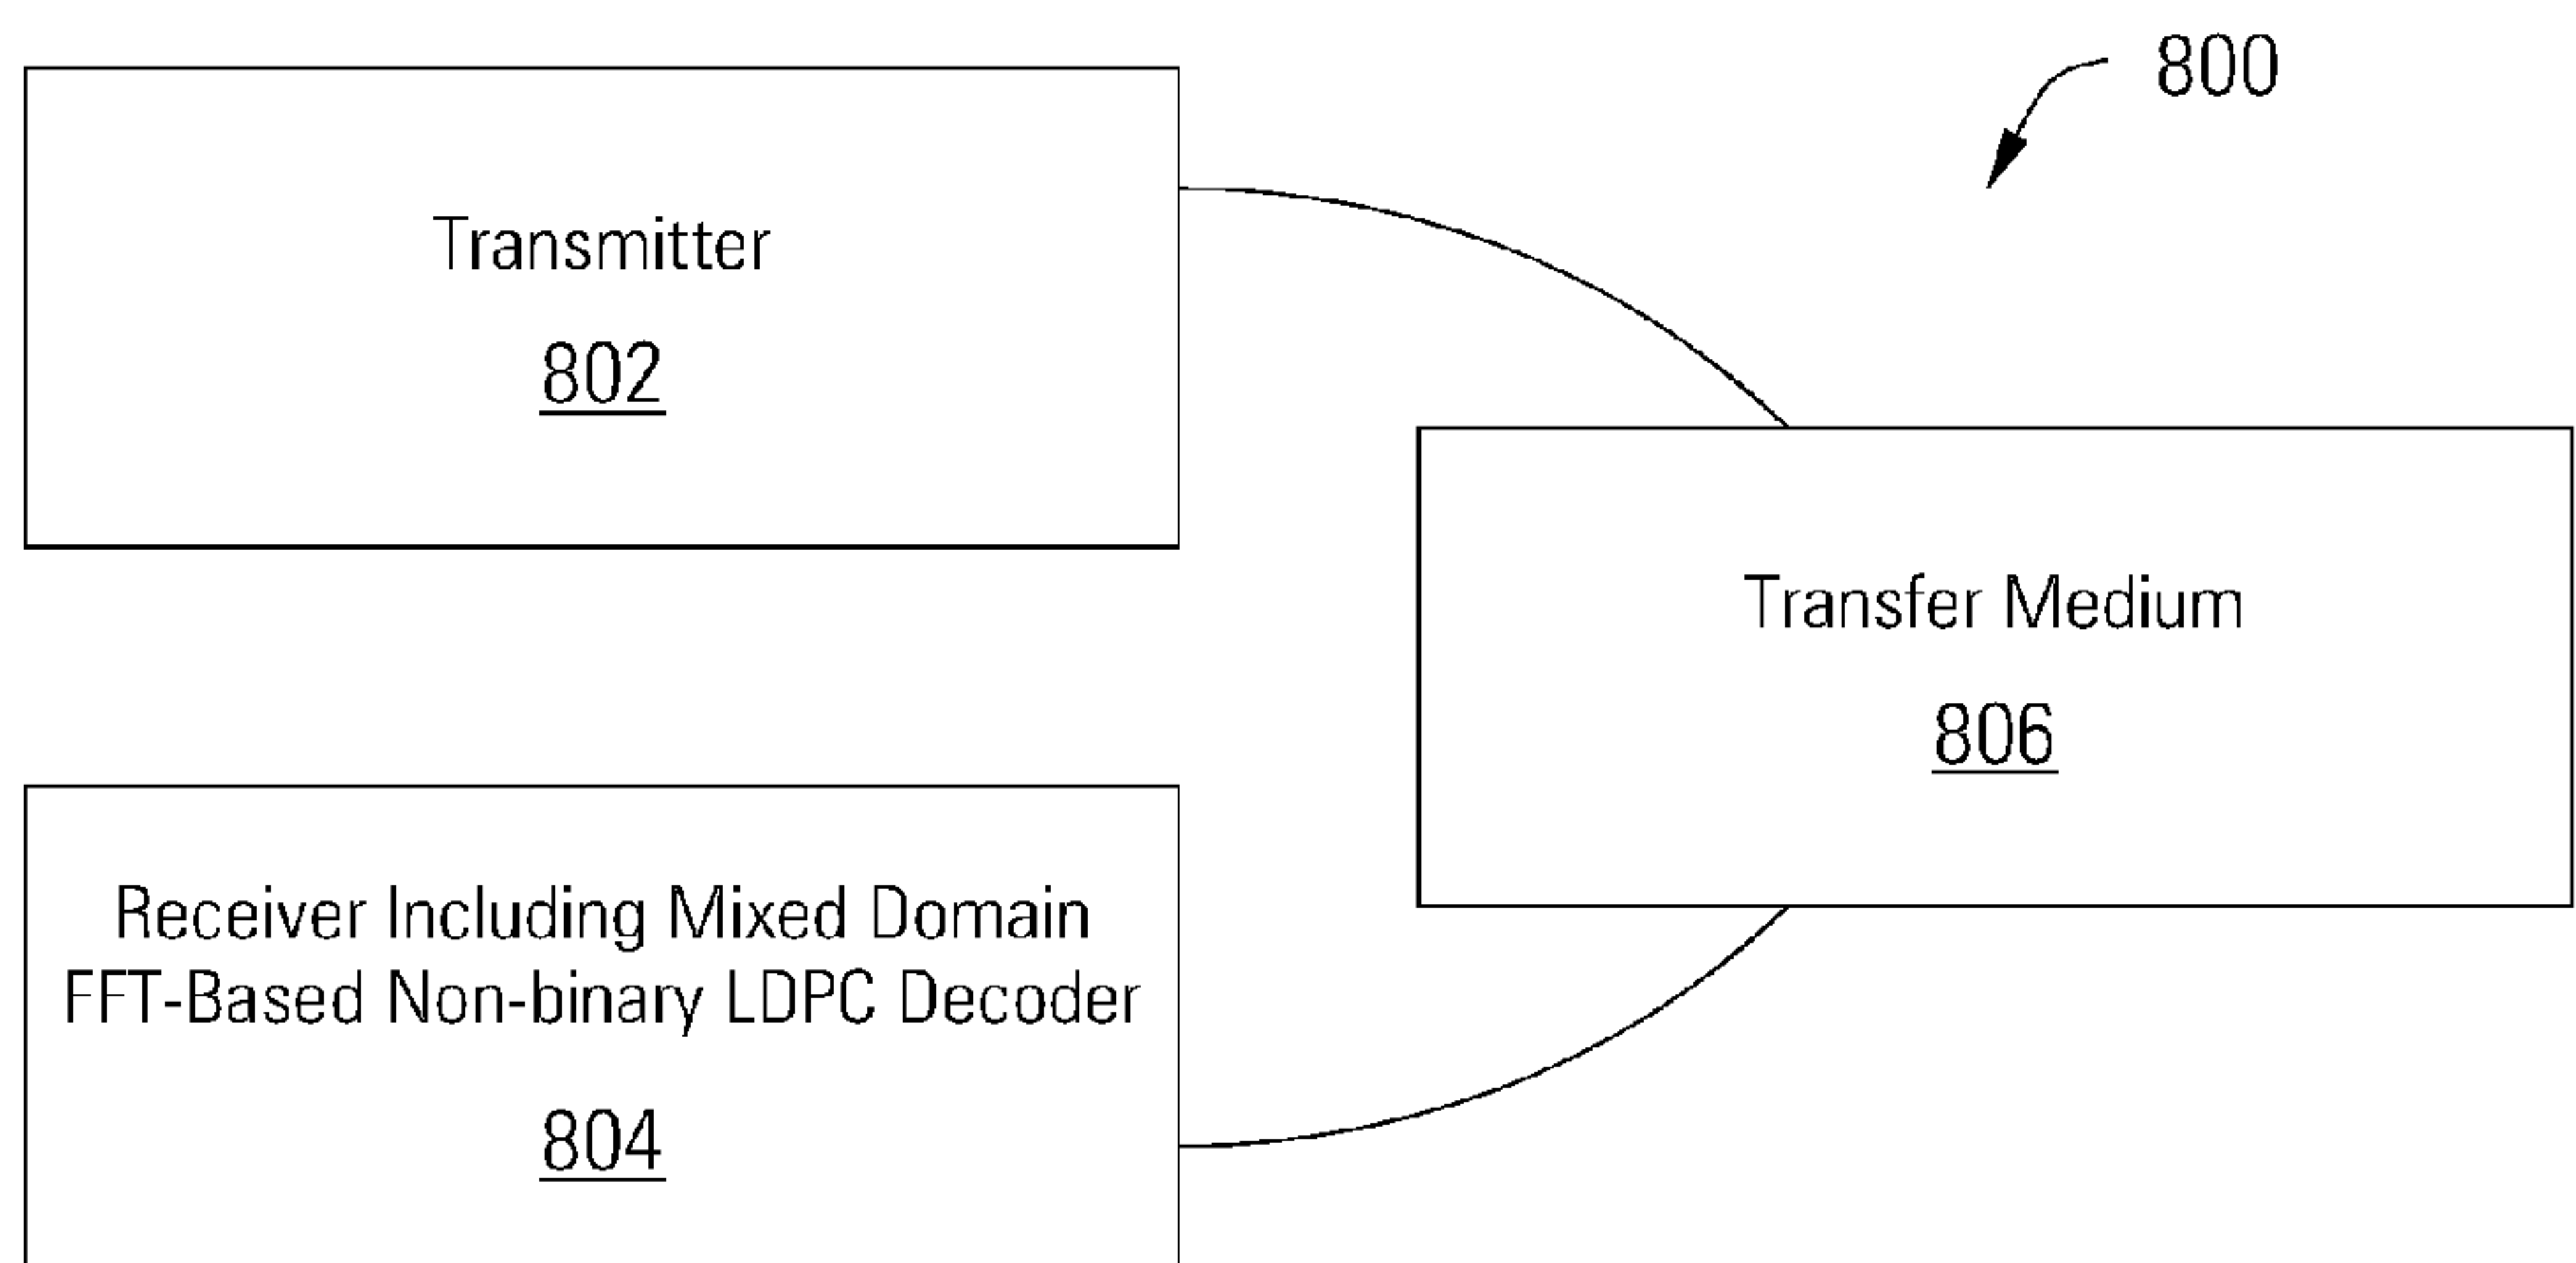 800
Transmitter
802
Transfer Medium
806
Receiver Including Mixed Domain
FFT-Based Non-binary LDPC Decoder
804